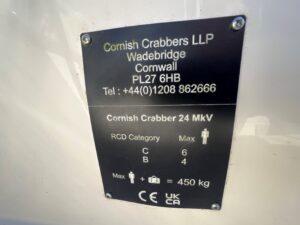 Cornish Crabbers LLP
Wadebridge
Cornwall
PL27 6HB
Tel : +44(0)1208 862666
Cornish Crabber 24 MkV
RCD Category Max
C 6
B 4
Max + = 450 kg
CE UK CA